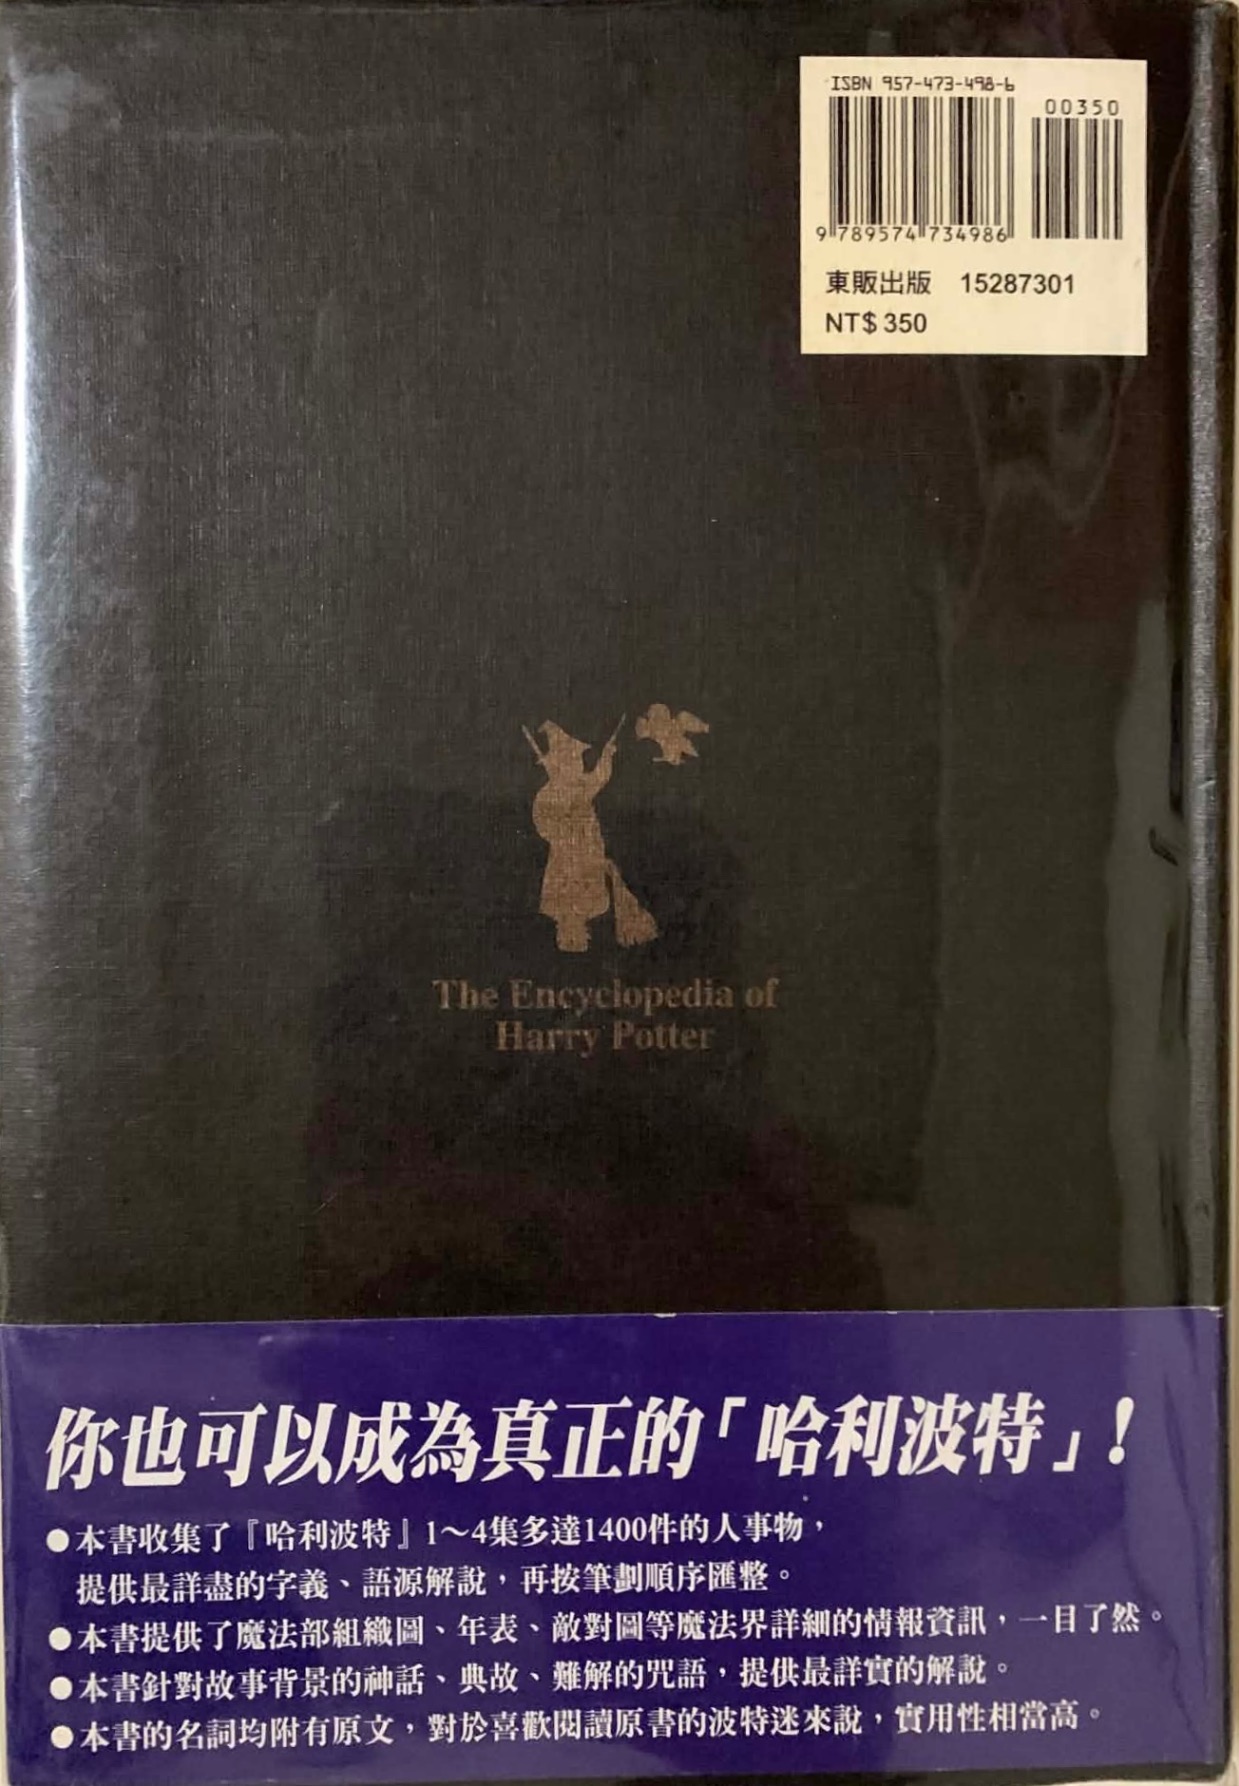 ISBN 957-473-498-6
00350
9 789574 734986
東販出版 15287301
NT$350
The Encyclopedia of
Harry Potter
你也可以成為真正的「哈利波特」!
●本書收集了『哈利波特』1～4集多達1400件的人事物，
提供最詳盡的字義、語源解說，再按筆劃順序匯整。
●本書提供了魔法部組織圖、年表、敵對圖等魔法界詳細的情報資訊，一目了然。
●本書針對故事背景的神話、典故、難解的咒語，提供最詳實的解說。
●本書的名詞均附有原文，對於喜歡閱讀原書的波特迷來說，實用性相當高。